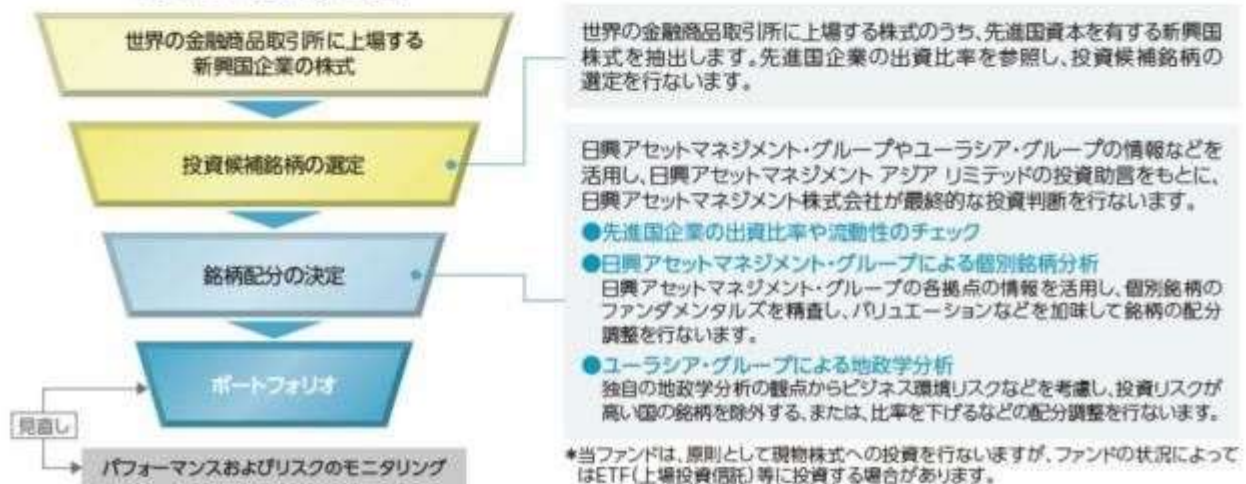 世界の金融商品取引所に上場する
新興国企業の株式
投資候補銘柄の選定
銘柄配分の決定
ポートフォリオ
見直し
パフォーマンスおよびリスクのモニタリング
世界の金融商品取引所に上場する株式のうち、先進国資本を有する新興国
株式を抽出します。先進国企業の出資比率を参照し、投資候補銘柄の
選定を行ないます。
日興アセットマネジメント・グループやユーラシア・グループの情報などを
活用し、日興アセットマネジメント アジア リミテッドの投資助言をもとに、
日興アセットマネジメント株式会社が最終的な投資判断を行ないます。
●先進国企業の出資比率や流動性のチェック
●日興アセットマネジメント・グループによる個別銘柄分析
日興アセットマネジメント・グループの各拠点の情報を活用し、個別銘柄の
ファンダメンタルズを精査し、バリュエーションなどを加味して銘柄の配分
調整を行ないます。
●ユーラシア・グループによる地政学分析
独自の地政学分析の観点からビジネス環境リスクなどを考慮し、投資リスクが
高い国の銘柄を除外する、または、比率を下げるなどの配分調整を行ないます。
*当ファンドは、原則として現物株式への投資を行ないますが、ファンドの状況によって
はETF(上場投資信託)等に投資する場合があります。